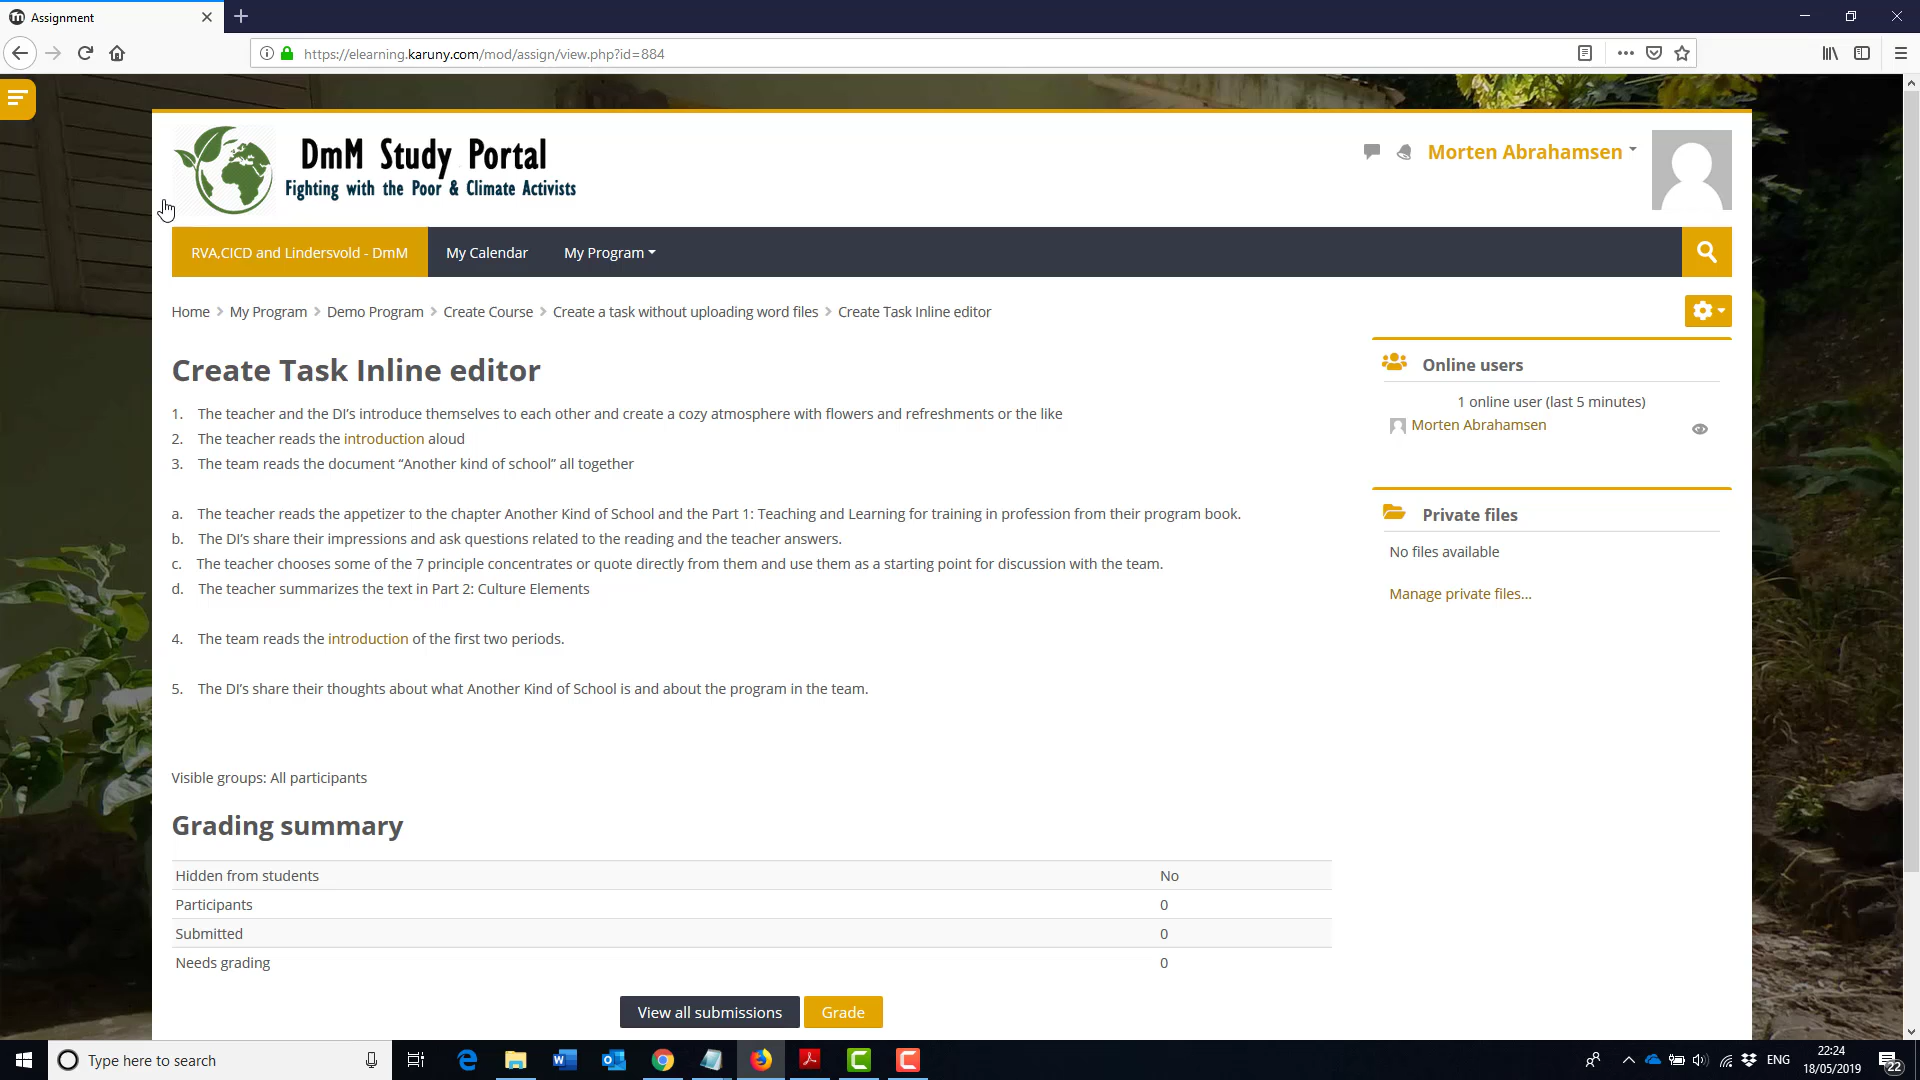 Assignment
https://elearning.karuny.com/mod/assign/view.php?id=884
DmM Study Portal
Fighting with the Poor & Climate Activists
Morten Abrahamsen
RVA,CICD and Lindersvold - DmM
My Calendar
My Program
Home
My Program
Demo Program
Create Course
Create a task without uploading word files
Create Task Inline editor
Create Task Inline editor
1. The teacher and the DI’s introduce themselves to each other and create a cozy atmosphere with flowers and refreshments or the like
2. The teacher reads the introduction aloud
3. The team reads the document “Another kind of school” all together
a. The teacher reads the appetizer to the chapter Another Kind of School and the Part 1: Teaching and Learning for training in profession from their program book.
b. The DI’s share their impressions and ask questions related to the reading and the teacher answers.
c. The teacher chooses some of the 7 principle concentrates or quote directly from them and use them as a starting point for discussion with the team.
d. The teacher summarizes the text in Part 2: Culture Elements
4. The team reads the introduction of the first two periods.
5. The DI’s share their thoughts about what Another Kind of School is and about the program in the team.
Visible groups: All participants
Grading summary
Hidden from students No
Participants 0
Submitted 0
Needs grading 0
View all submissions
Grade
Online users
1 online user (last 5 minutes)
Morten Abrahamsen
Private files
No files available
Manage private files...
Type here to search
ENG
22:24
18/05/2019
22